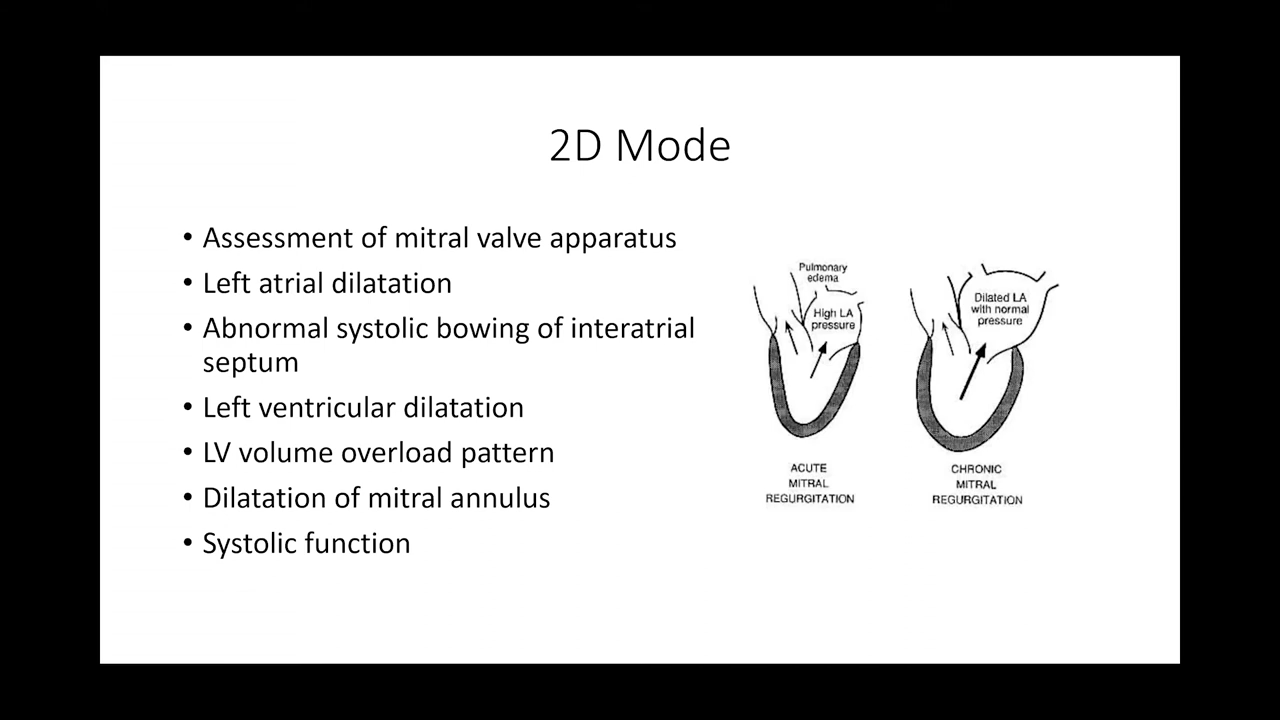 2D Mode
• Assessment of mitral valve apparatus
• Left atrial dilatation
• Abnormal systolic bowing of interatrial
septum
• Left ventricular dilatation
• LV volume overload pattern
• Dilatation of mitral annulus
• Systolic function
Pulmonary
edema
High LA
pressure
ACUTE
MITRAL
REGURGITATION
Dilated LA
with normal
pressure
CHRONIC
MITRAL
REGURGITATION